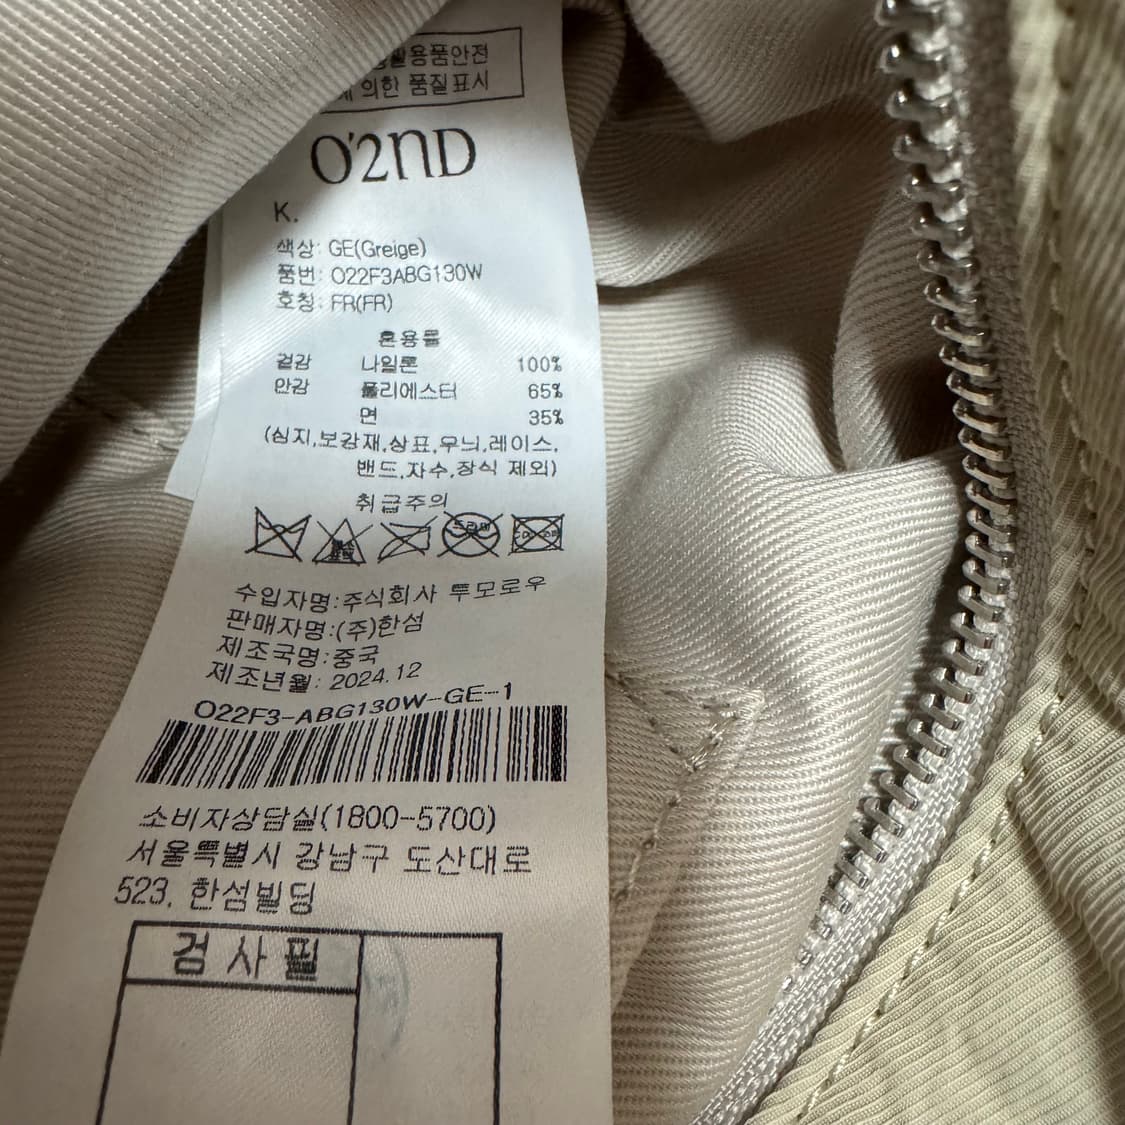 활용품안전
의한 품질표시
O'2ND
K.
색상: GE(Greige)
품번: O22F3ABG130W
호칭: FR(FR)
혼용률
겉감 나일론 100%
안감 폴리에스터 65%
면 35%
(심지,보강재,상표,무늬,레이스,
밴드,자수,장식 제외)
취급주의
드라이
수입자명:주식회사 투모로우
판매자명:(주)한섬
제조국명:중국
제조년월: 2024.12
O22F3-ABG130W-GE-1
소비자상담실(1800-5700)
서울특별시 강남구 도산대로
523, 한섬빌딩
검사필